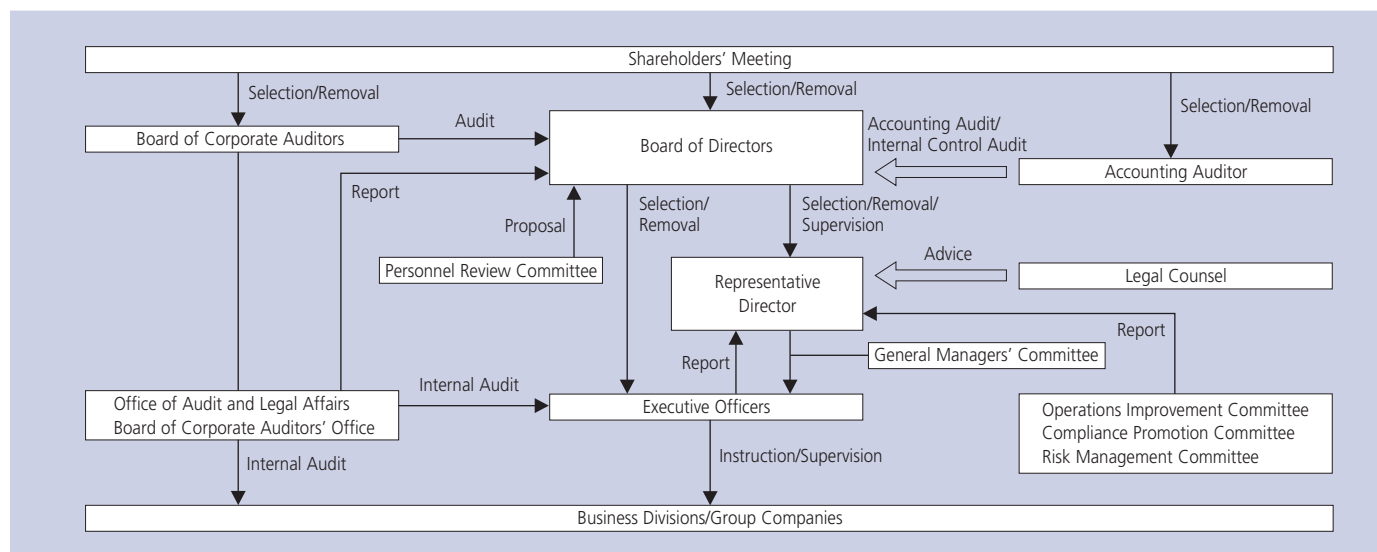 Shareholders’ Meeting
Selection/Removal
Selection/Removal
Selection/Removal
Board of Corporate Auditors
Audit
Board of Directors
Accounting Audit/
Internal Control Audit
Accounting Auditor
Report
Proposal
Selection/
Removal
Selection/Removal/
Supervision
Personnel Review Committee
Representative
Director
Advice
Legal Counsel
Report
Report
General Managers’ Committee
Office of Audit and Legal Affairs
Board of Corporate Auditors’ Office
Internal Audit
Executive Officers
Operations Improvement Committee
Compliance Promotion Committee
Risk Management Committee
Internal Audit
Instruction/Supervision
Business Divisions/Group Companies